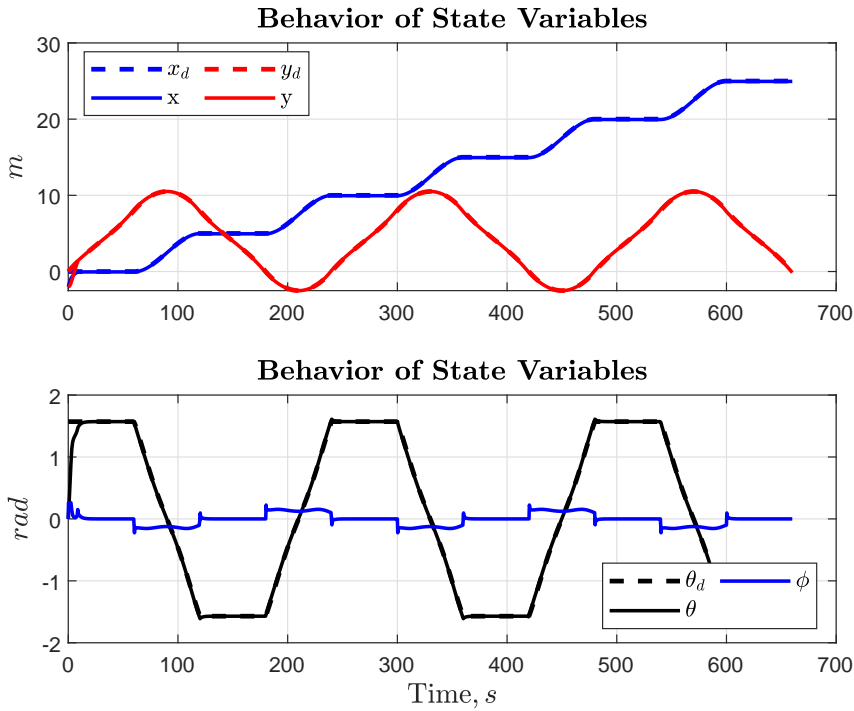 Behavior of State Variables
30
20
10
0
m
x_d y_d
x y
0 100 200 300 400 500 600 700
Behavior of State Variables
2
1
0
-1
-2
rad
θ_d ϕ
θ
0 100 200 300 400 500 600 700
Time, s